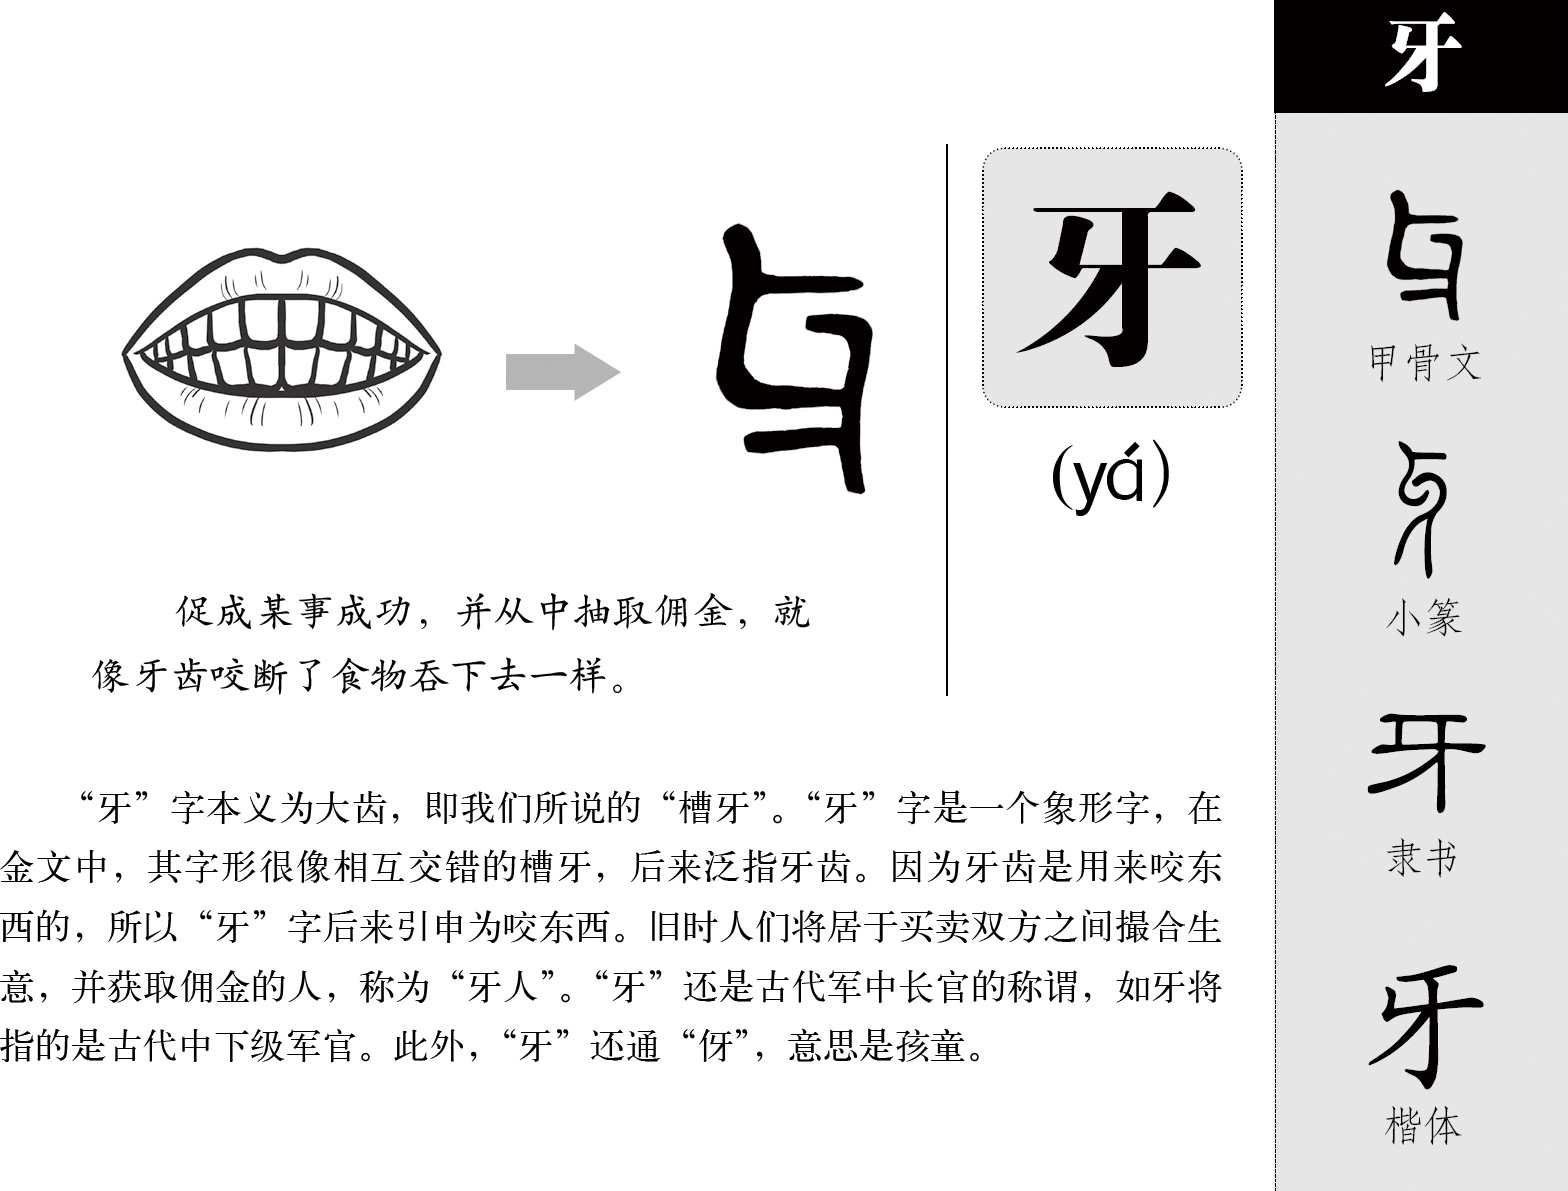 牙
牙
(yá)
促成某事成功，并从中抽取佣金，就
像牙齿咬断了食物吞下去一样。
“牙”字本义为大齿，即我们所说的“槽牙”。“牙”字是一个象形字，在
金文中，其字形很像相互交错的槽牙，后来泛指牙齿。因为牙齿是用来咬东
西的，所以“牙”字后来引申为咬东西。旧时人们将居于买卖双方之间撮合生
意，并获取佣金的人，称为“牙人”。“牙”还是古代军中长官的称谓，如牙将
指的是古代中下级军官。此外，“牙”还通“伢”，意思是孩童。
甲骨文
小篆
牙
隶书
牙
楷体